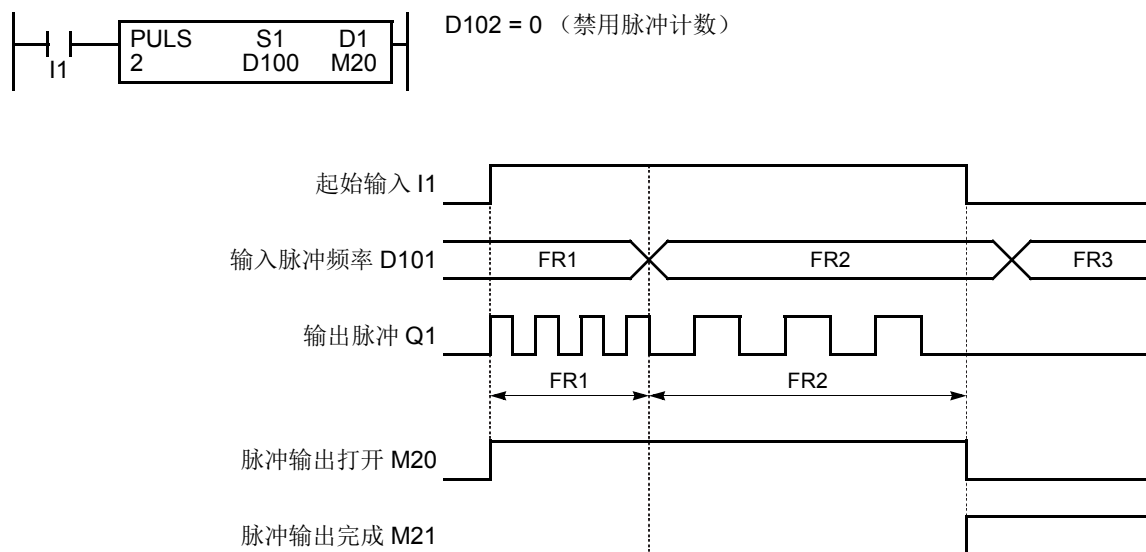 PULS S1 D1
2 D100 M20
I1
D102 = 0 （禁用脉冲计数）
起始输入 I1
输入脉冲频率 D101 FR1 FR2 FR3
输出脉冲 Q1
FR1 FR2
脉冲输出打开 M20
脉冲输出完成 M21